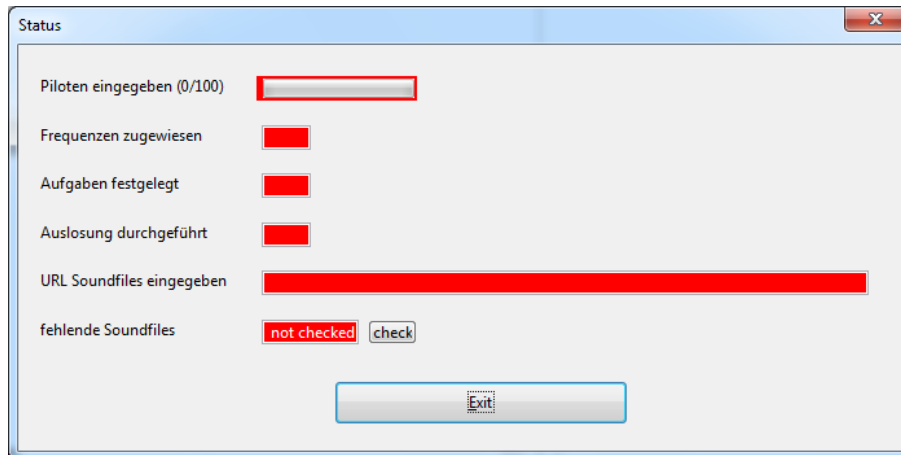 Status
Piloten eingegeben (0/100)
Frequenzen zugewiesen
Aufgaben festgelegt
Auslosung durchgeführt
URL Soundfiles eingegeben
fehlende Soundfiles not checked check
Exit